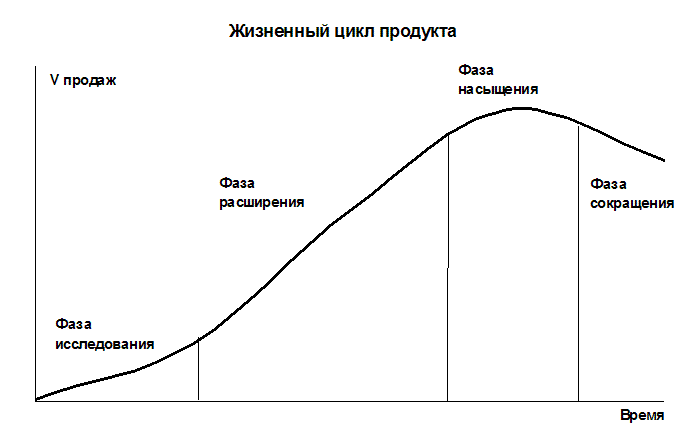 Жизненный цикл продукта
V продаж
Фаза
насыщения
Фаза
расширения
Фаза
сокращения
Фаза
исследования
Время